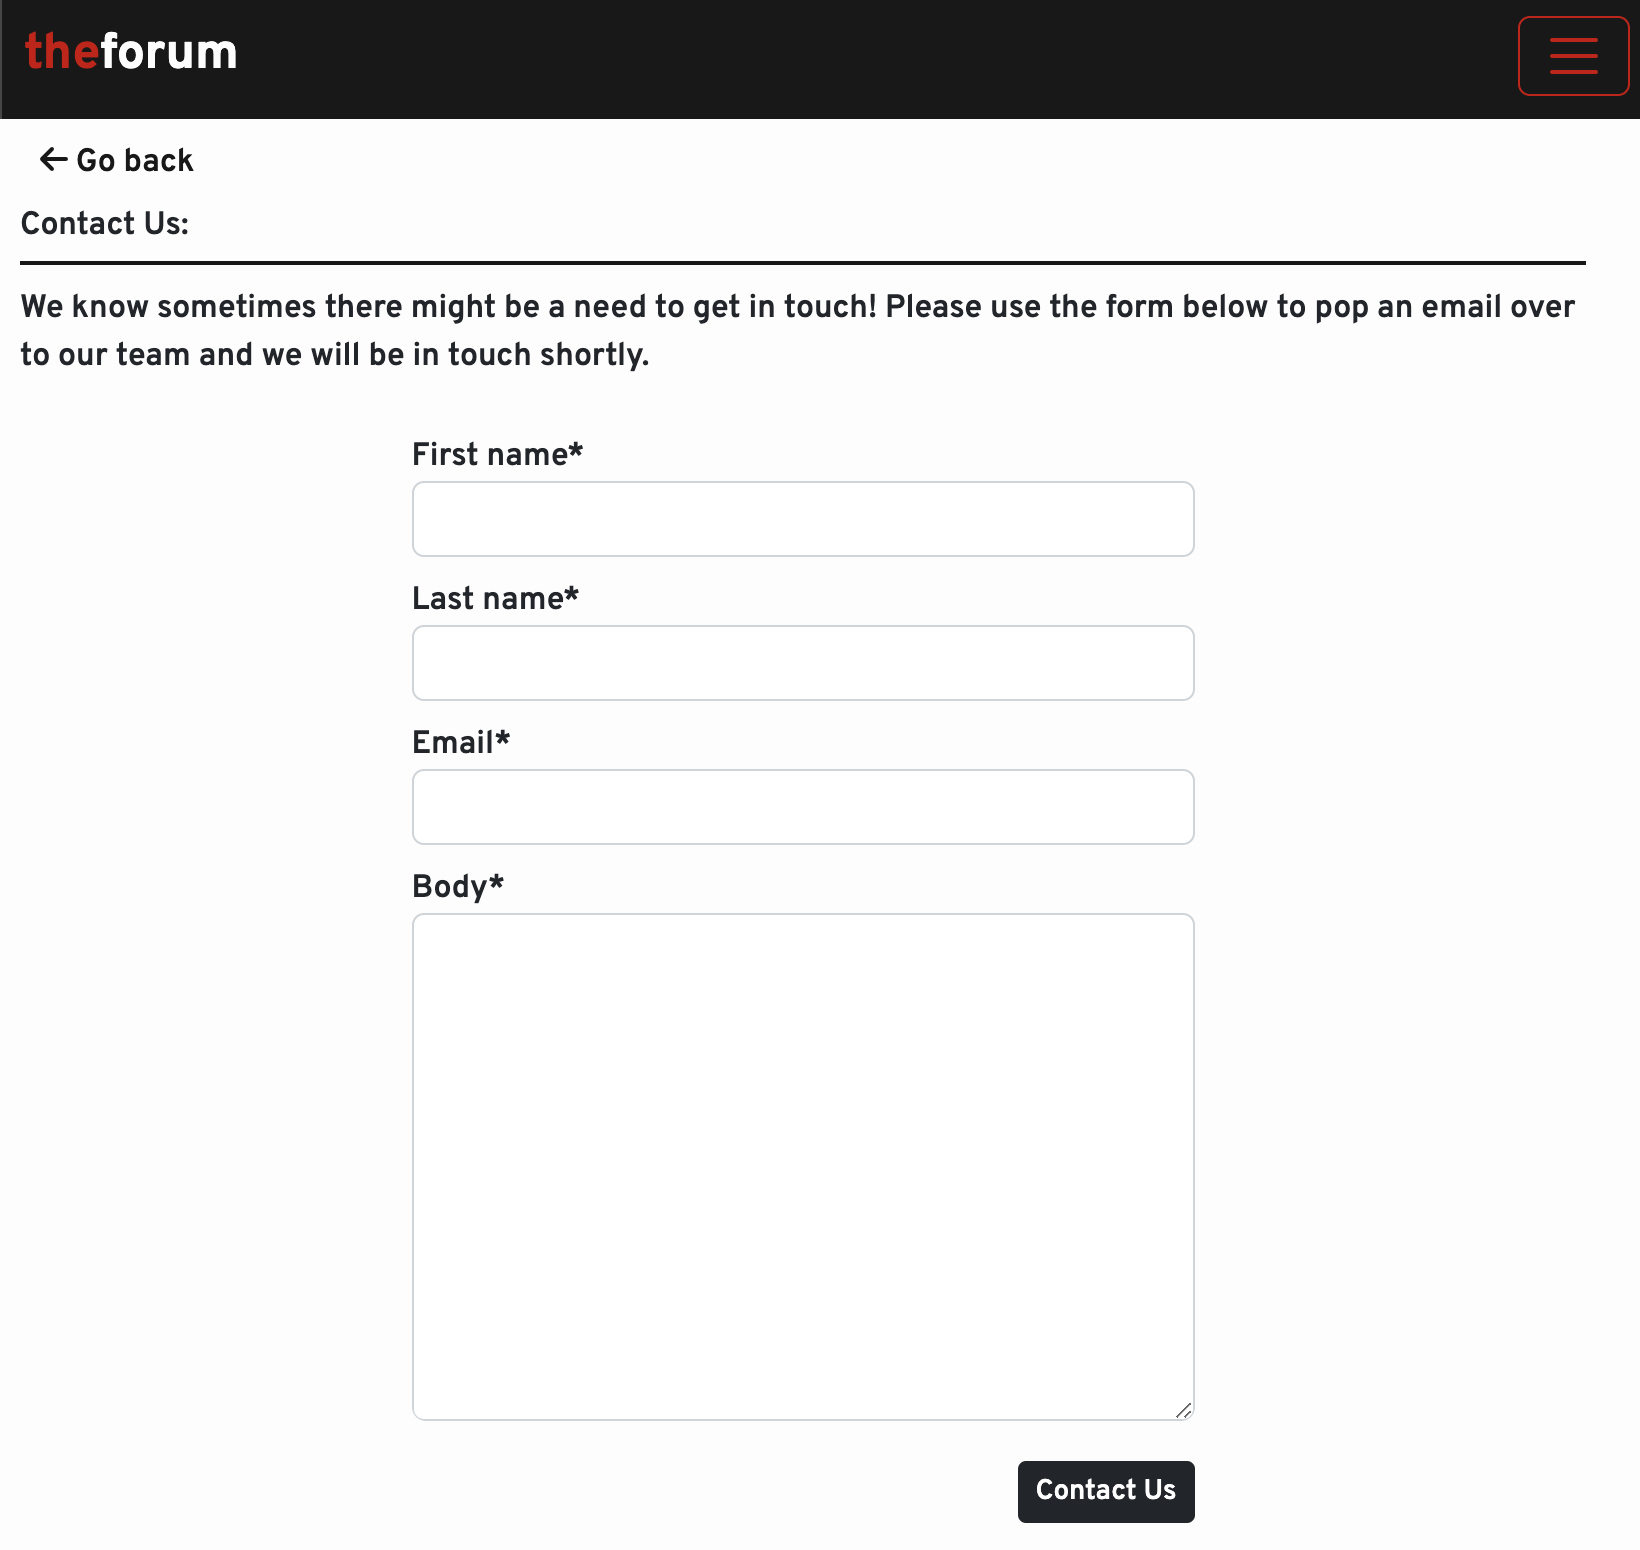 theforum
Go back
Contact Us:
We know sometimes there might be a need to get in touch! Please use the form below to pop an email over
to our team and we will be in touch shortly.
First name*
Last name*
Email*
Body*
Contact Us